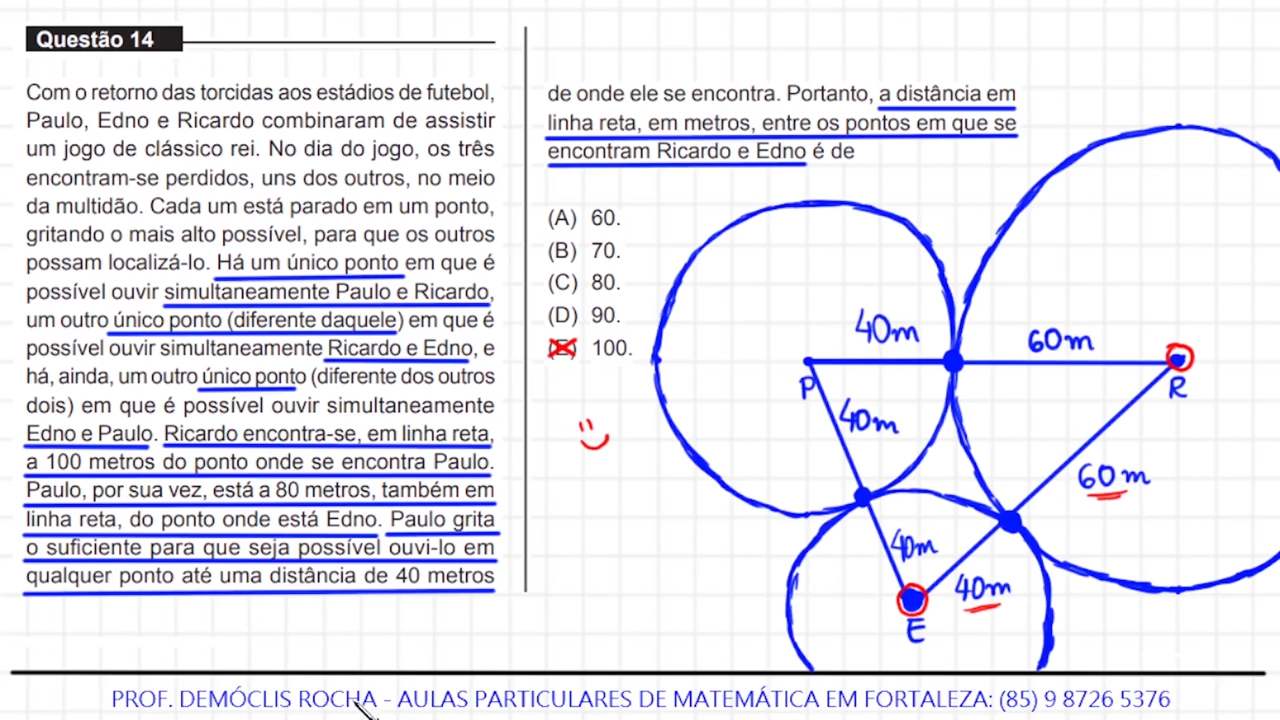 Questão 14
Com o retorno das torcidas aos estádios de futebol,
Paulo, Edno e Ricardo combinaram de assistir
um jogo de clássico rei. No dia do jogo, os três
encontram-se perdidos, uns dos outros, no meio
da multidão. Cada um está parado em um ponto,
gritando o mais alto possível, para que os outros
possam localizá-lo. Há um único ponto em que é
possível ouvir simultaneamente Paulo e Ricardo,
um outro único ponto (diferente daquele) em que é
possível ouvir simultaneamente Ricardo e Edno, e
há, ainda, um outro único ponto (diferente dos outros
dois) em que é possível ouvir simultaneamente
Edno e Paulo. Ricardo encontra-se, em linha reta,
a 100 metros do ponto onde se encontra Paulo.
Paulo, por sua vez, está a 80 metros, também em
linha reta, do ponto onde está Edno. Paulo grita
o suficiente para que seja possível ouvi-lo em
qualquer ponto até uma distância de 40 metros
de onde ele se encontra. Portanto, a distância em
linha reta, em metros, entre os pontos em que se
encontram Ricardo e Edno é de
(A) 60.
(B) 70.
(C) 80.
(D) 90.
(E) 100.
40m
60m
P
R
40m
60m
40m
40m
E
PROF. DEMÓCLIS ROCHA - AULAS PARTICULARES DE MATEMÁTICA EM FORTALEZA: (85) 9 8726 5376